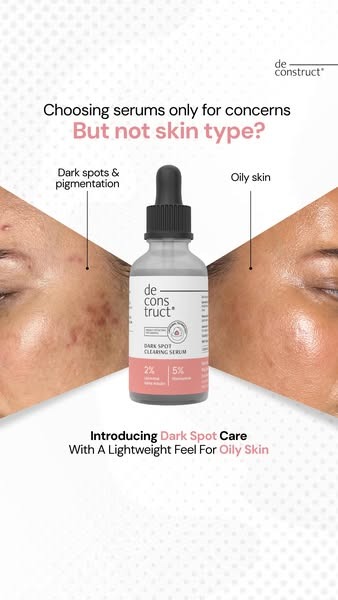 de
construct®
Choosing serums only for concerns
But not skin type?
Dark spots &
pigmentation
Oily skin
de
cons
truct®
DARK SPOT
CLEARING SERUM
2%
5%
Introducing Dark Spot Care
With A Lightweight Feel For Oily Skin